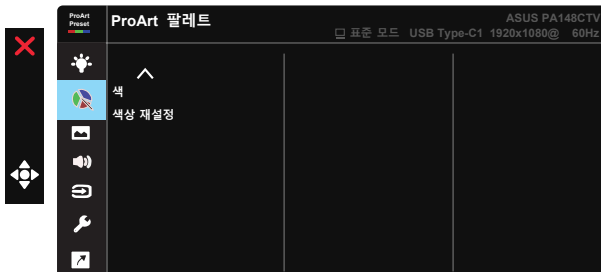 ProArt
Preset
ProArt 팔레트
ASUS PA148CTV
표준 모드 USB Type-C1 1920x1080@ 60Hz
색
색상 재설정